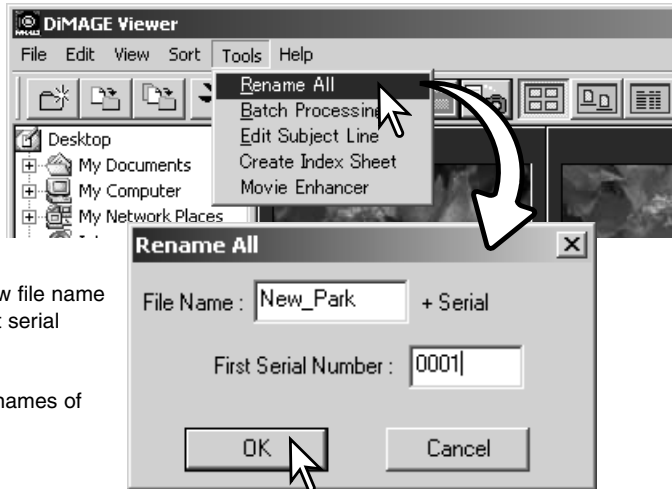 DiMAGE Viewer
File Edit View Sort Tools Help
Rename All
Batch Processing
Edit Subject Line
Create Index Sheet
Movie Enhancer
Desktop
My Documents
My Computer
My Network Places
Rename All
w file name
t serial
names of
File Name : New_Park + Serial
First Serial Number : 0001
OK Cancel